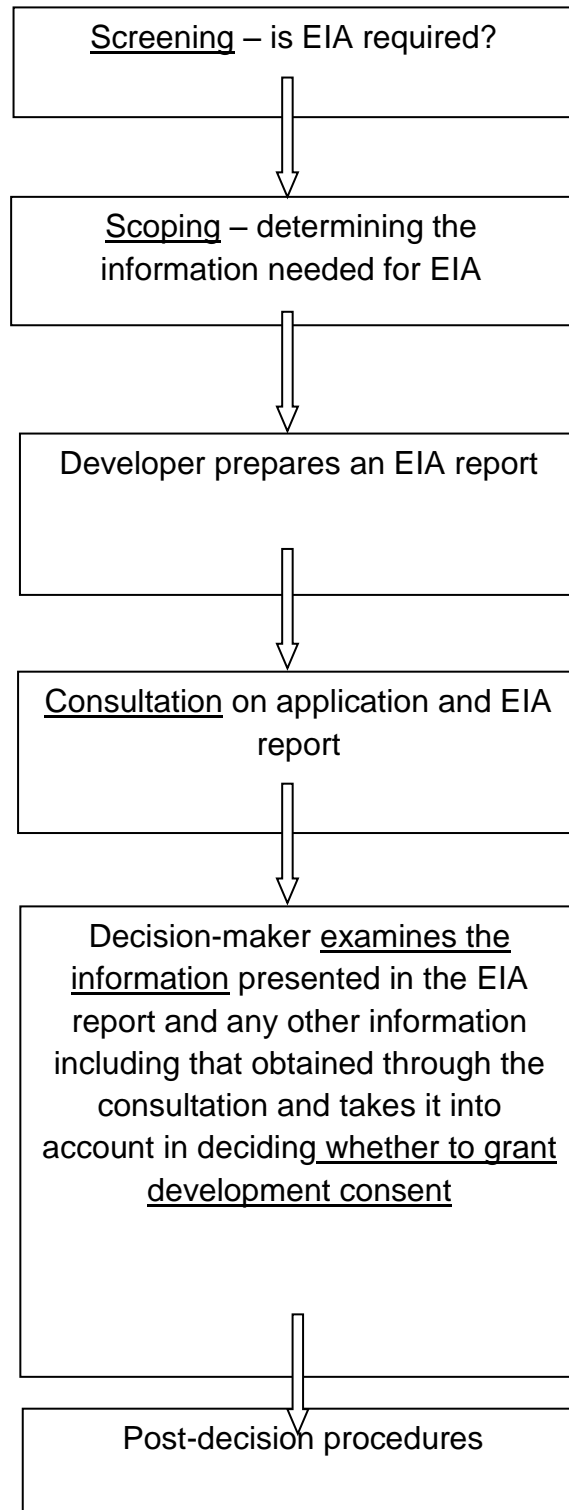 Screening – is EIA required?
Scoping – determining the
information needed for EIA
Developer prepares an EIA report
Consultation on application and EIA
report
Decision-maker examines the
information presented in the EIA
report and any other information
including that obtained through the
consultation and takes it into
account in deciding whether to grant
development consent
Post-decision procedures